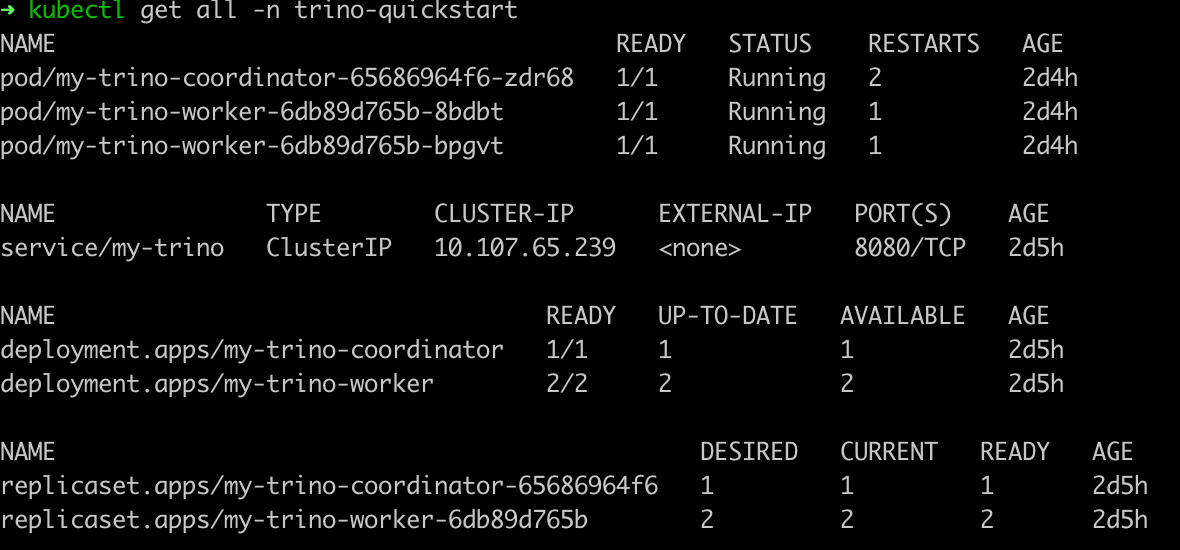 ➜ kubectl get all -n trino-quickstart
NAME                                        READY   STATUS    RESTARTS   AGE
pod/my-trino-coordinator-65686964f6-zdr68   1/1     Running   2          2d4h
pod/my-trino-worker-6db89d765b-8bdbt        1/1     Running   1          2d4h
pod/my-trino-worker-6db89d765b-bpgvt        1/1     Running   1          2d4h

NAME               TYPE        CLUSTER-IP      EXTERNAL-IP   PORT(S)    AGE
service/my-trino   ClusterIP   10.107.65.239   <none>        8080/TCP   2d5h

NAME                                   READY   UP-TO-DATE   AVAILABLE   AGE
deployment.apps/my-trino-coordinator   1/1     1            1           2d5h
deployment.apps/my-trino-worker        2/2     2            2           2d5h

NAME                                              DESIRED   CURRENT   READY   AGE
replicaset.apps/my-trino-coordinator-65686964f6   1         1         1       2d5h
replicaset.apps/my-trino-worker-6db89d765b        2         2         2       2d5h